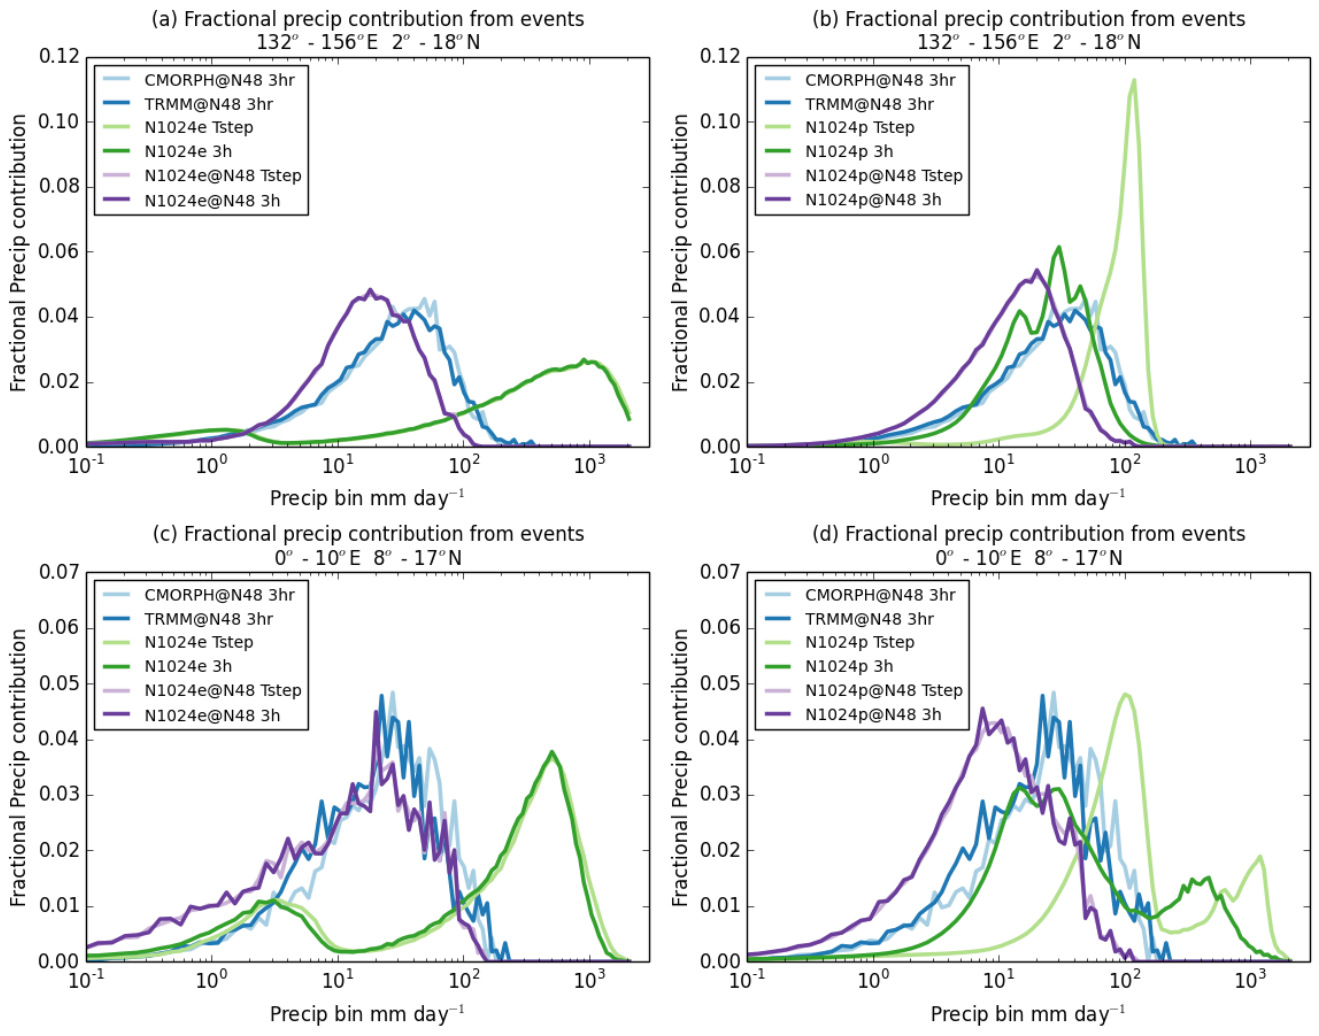 (a) Fractional precip contribution from events
132° - 156°E 2° - 18°N
0.12
0.10
0.08
0.06
0.04
0.02
0.00
Fractional Precip contribution
CMORPH@N48 3hr
TRMM@N48 3hr
N1024e Tstep
N1024e 3h
N1024e@N48 Tstep
N1024e@N48 3h
10⁻¹ 10⁰ 10¹ 10² 10³
Precip bin mm day⁻¹
(b) Fractional precip contribution from events
132° - 156°E 2° - 18°N
0.12
0.10
0.08
0.06
0.04
0.02
0.00
Fractional Precip contribution
CMORPH@N48 3hr
TRMM@N48 3hr
N1024p Tstep
N1024p 3h
N1024p@N48 Tstep
N1024p@N48 3h
10⁻¹ 10⁰ 10¹ 10² 10³
Precip bin mm day⁻¹
(c) Fractional precip contribution from events
0° - 10°E 8° - 17°N
0.07
0.06
0.05
0.04
0.03
0.02
0.01
0.00
Fractional Precip contribution
CMORPH@N48 3hr
TRMM@N48 3hr
N1024e Tstep
N1024e 3h
N1024e@N48 Tstep
N1024e@N48 3h
10⁻¹ 10⁰ 10¹ 10² 10³
Precip bin mm day⁻¹
(d) Fractional precip contribution from events
0° - 10°E 8° - 17°N
0.07
0.06
0.05
0.04
0.03
0.02
0.01
0.00
Fractional Precip contribution
CMORPH@N48 3hr
TRMM@N48 3hr
N1024p Tstep
N1024p 3h
N1024p@N48 Tstep
N1024p@N48 3h
10⁻¹ 10⁰ 10¹ 10² 10³
Precip bin mm day⁻¹